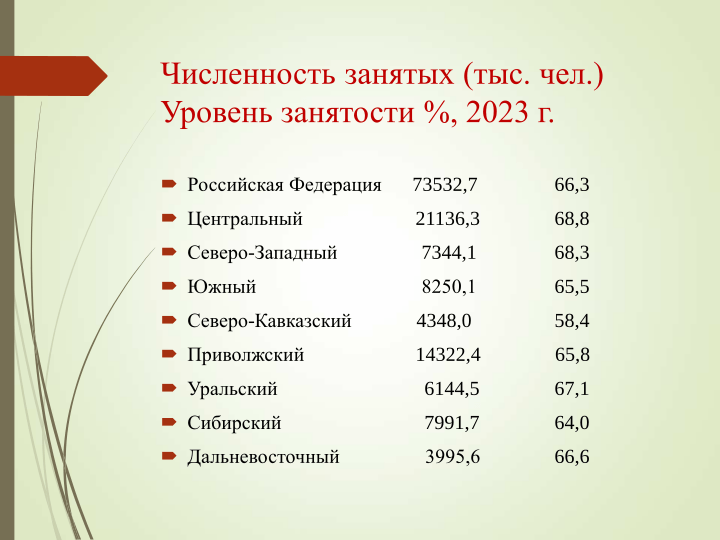 Численность занятых (тыс. чел.)
Уровень занятости %, 2023 г.
Российская Федерация 73532,7 66,3
Центральный 21136,3 68,8
Северо-Западный 7344,1 68,3
Южный 8250,1 65,5
Северо-Кавказский 4348,0 58,4
Приволжский 14322,4 65,8
Уральский 6144,5 67,1
Сибирский 7991,7 64,0
Дальневосточный 3995,6 66,6